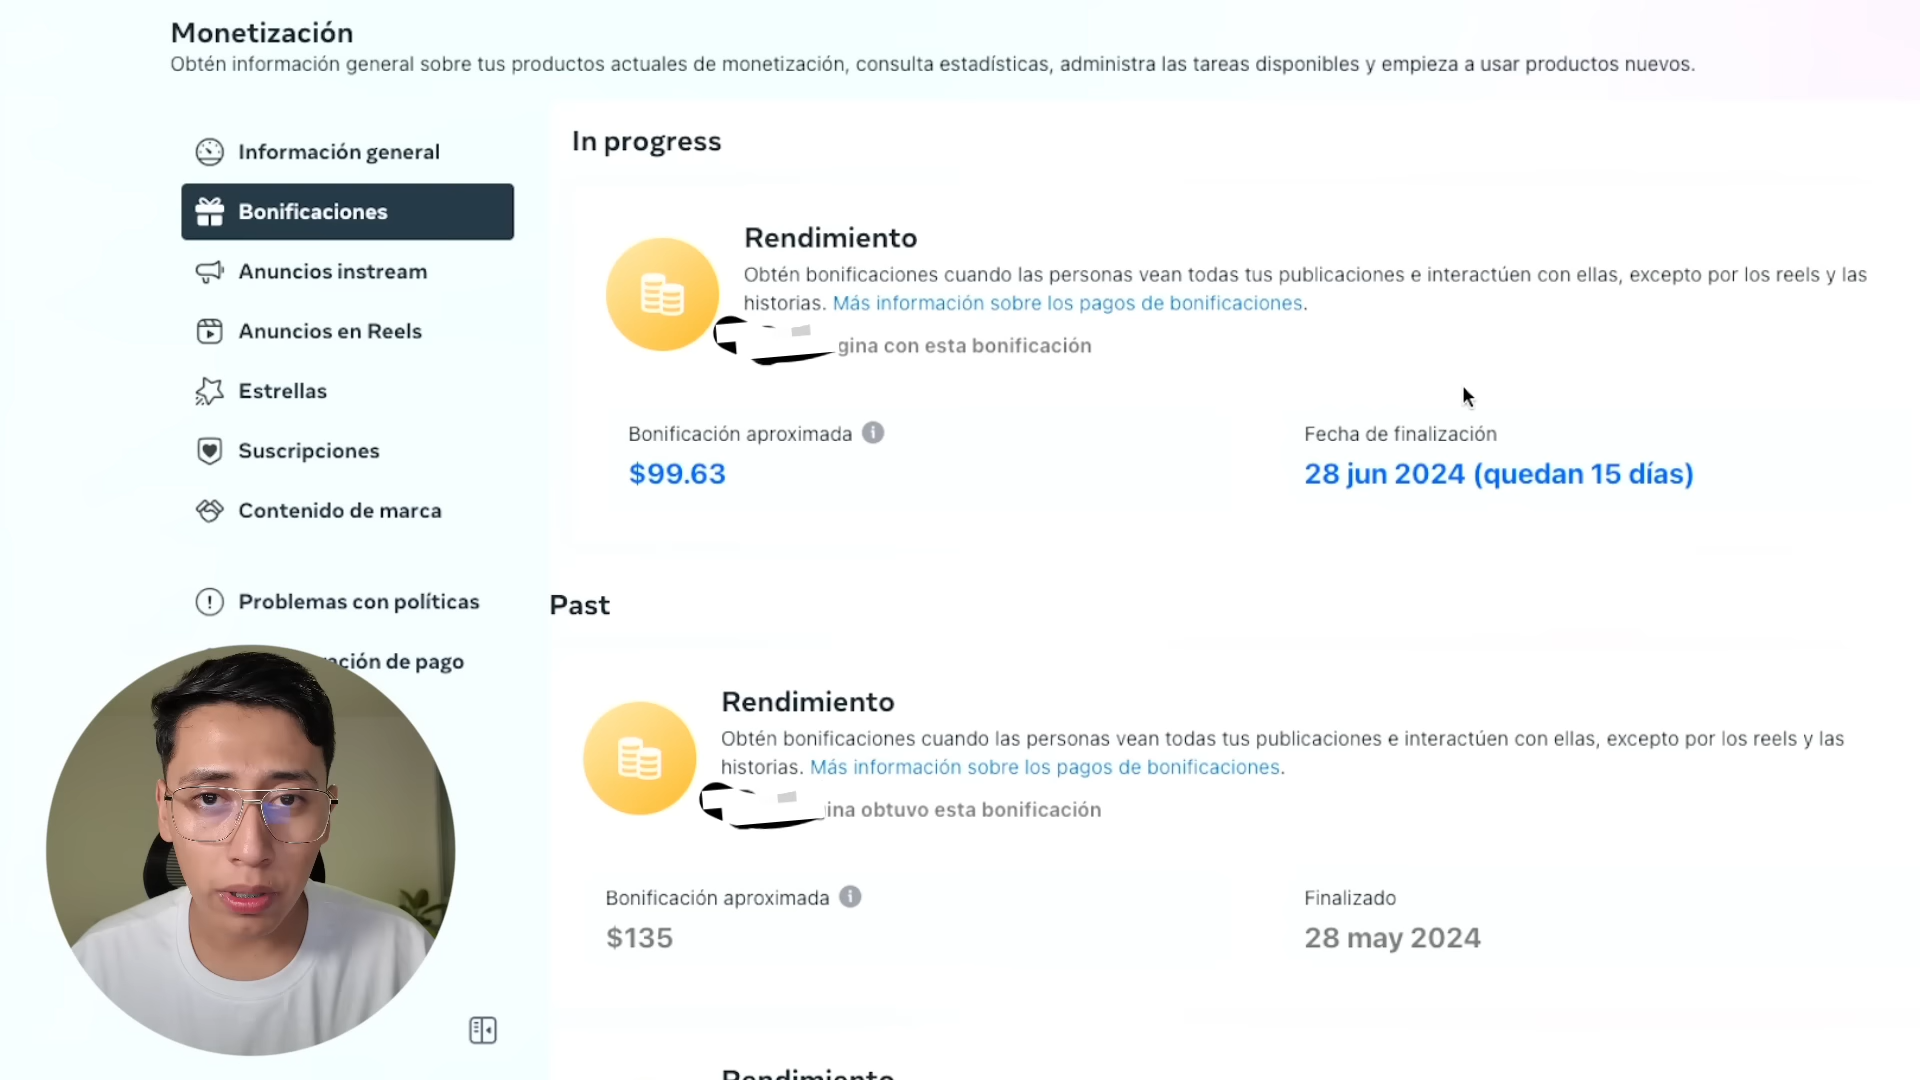 Monetización
Obtén información general sobre tus productos actuales de monetización, consulta estadísticas, administra las tareas disponibles y empieza a usar productos nuevos.
Información general
Bonificaciones
Anuncios instream
Anuncios en Reels
Estrellas
Suscripciones
Contenido de marca
Problemas con políticas
de pago
In progress
Rendimiento
Obtén bonificaciones cuando las personas vean todas tus publicaciones e interactúen con ellas, excepto por los reels y las
historias. Más información sobre los pagos de bonificaciones.
con esta bonificación
Bonificación aproximada
$99.63
Fecha de finalización
28 jun 2024 (quedan 15 días)
Past
Rendimiento
Obtén bonificaciones cuando las personas vean todas tus publicaciones e interactúen con ellas, excepto por los reels y las
historias. Más información sobre los pagos de bonificaciones.
obtuvo esta bonificación
Bonificación aproximada
$135
Finalizado
28 may 2024
Rendimiento